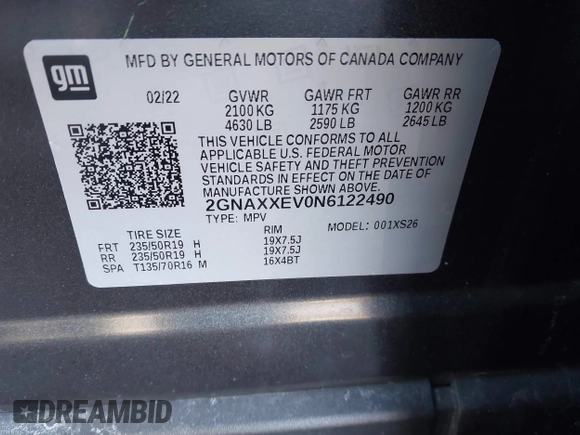 gm
MFD BY GENERAL MOTORS OF CANADA COMPANY
02/22 GVWR GAWR FRT GAWR RR
2100 KG 1175 KG 1200 KG
4630 LB 2590 LB 2645 LB
THIS VEHICLE CONFORMS TO ALL
APPLICABLE U.S. FEDERAL MOTOR
VEHICLE SAFETY AND THEFT PREVENTION
STANDARDS IN EFFECT ON THE DATE OF
MANUFACTURE SHOWN ABOVE.
2GNAXXEV0N6122490
TYPE: MPV MODEL: 001XS26
TIRE SIZE RIM
FRT 235/50R19 H 19X7.5J
RR 235/50R19 H 19X7.5J
SPA T135/70R16 M 16X4BT
DREAMBID